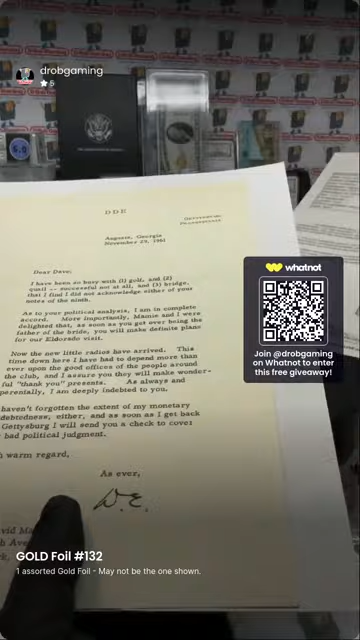 drobgaming
5
DDE
GETTYSBURG
PENNSYLVANIA
Augusta, Georgia
November 29, 1961
Dear Dave:
I have been so busy with (1) golf, and (2)
quail -- successful not at all, and (3) bridge,
that I find I did not acknowledge either of your
notes of the ninth.
As to your political analysis, I am in complete
accord. More importantly, Mamie and I were
delighted that, as soon as you got over being the
father of the bride, you will make definite plans
for our Eldorado visit.
Now the new little radios have arrived. This
time down here I have had to depend more than
ever upon the good offices of the people around
the club, and I assure you they will make wonder-
ful "thank you" presents. As always and
perennially, I am deeply indebted to you.
haven't forgotten the extent of my monetary
debtedness, either, and as soon as I get back
Gettysburg I will send you a check to cover
bad political judgment.
h warm regard,
As ever,
D.E.
vid Ma
h Ave
k,
whatnot
Join @drobgaming
on Whatnot to enter
this free giveaway!
GOLD Foil #132
1 assorted Gold Foil - May not be the one shown.